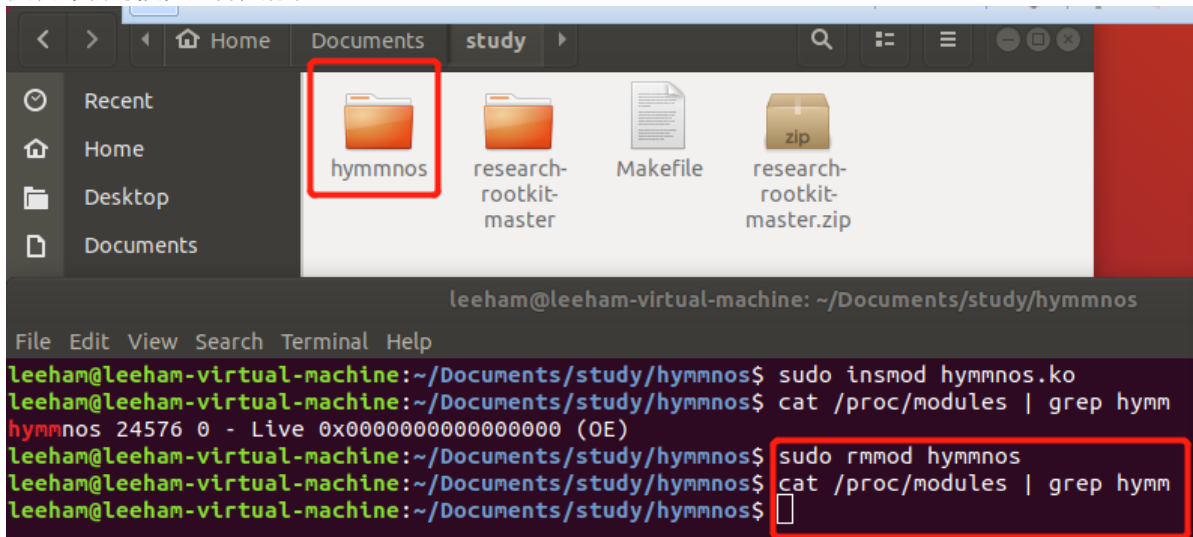 Home Documents study
Recent
Home
Desktop
Documents
hymmnos
research-
rootkit-
master
Makefile
zip
research-
rootkit-
master.zip
leeham@leeham-virtual-machine: ~/Documents/study/hymmnos
File Edit View Search Terminal Help
leeham@leeham-virtual-machine:~/Documents/study/hymmnos$ sudo insmod hymmnos.ko
leeham@leeham-virtual-machine:~/Documents/study/hymmnos$ cat /proc/modules | grep hymm
hymmnos 24576 0 - Live 0x0000000000000000 (OE)
leeham@leeham-virtual-machine:~/Documents/study/hymmnos$ sudo rmmod hymmnos
leeham@leeham-virtual-machine:~/Documents/study/hymmnos$ cat /proc/modules | grep hymm
leeham@leeham-virtual-machine:~/Documents/study/hymmnos$